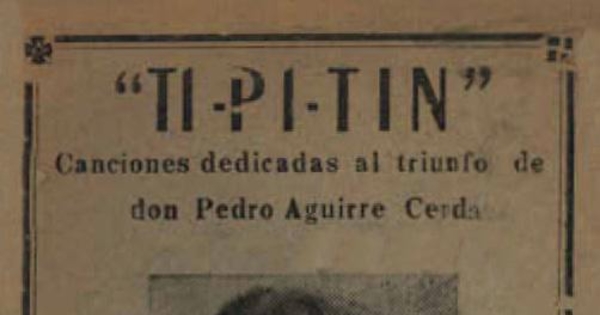 “TI-PI-TIN”
Canciones dedicadas al triunfo de
don Pedro Aguirre Cerda